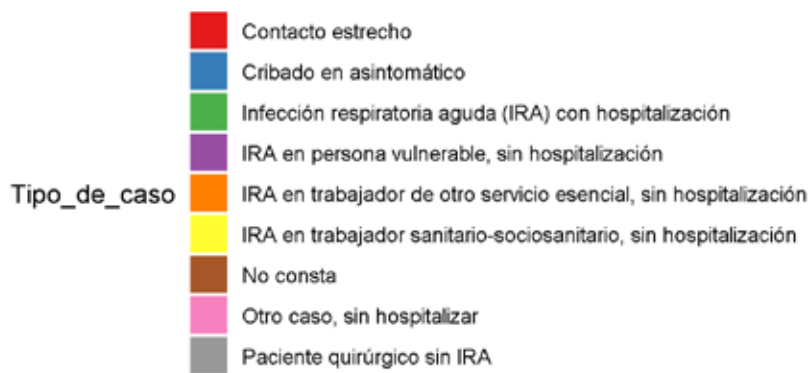 Contacto estrecho
Cribado en asintomático
Infección respiratoria aguda (IRA) con hospitalización
IRA en persona vulnerable, sin hospitalización
Tipo_de_caso
IRA en trabajador de otro servicio esencial, sin hospitalización
IRA en trabajador sanitario-sociosanitario, sin hospitalización
No consta
Otro caso, sin hospitalizar
Paciente quirúrgico sin IRA